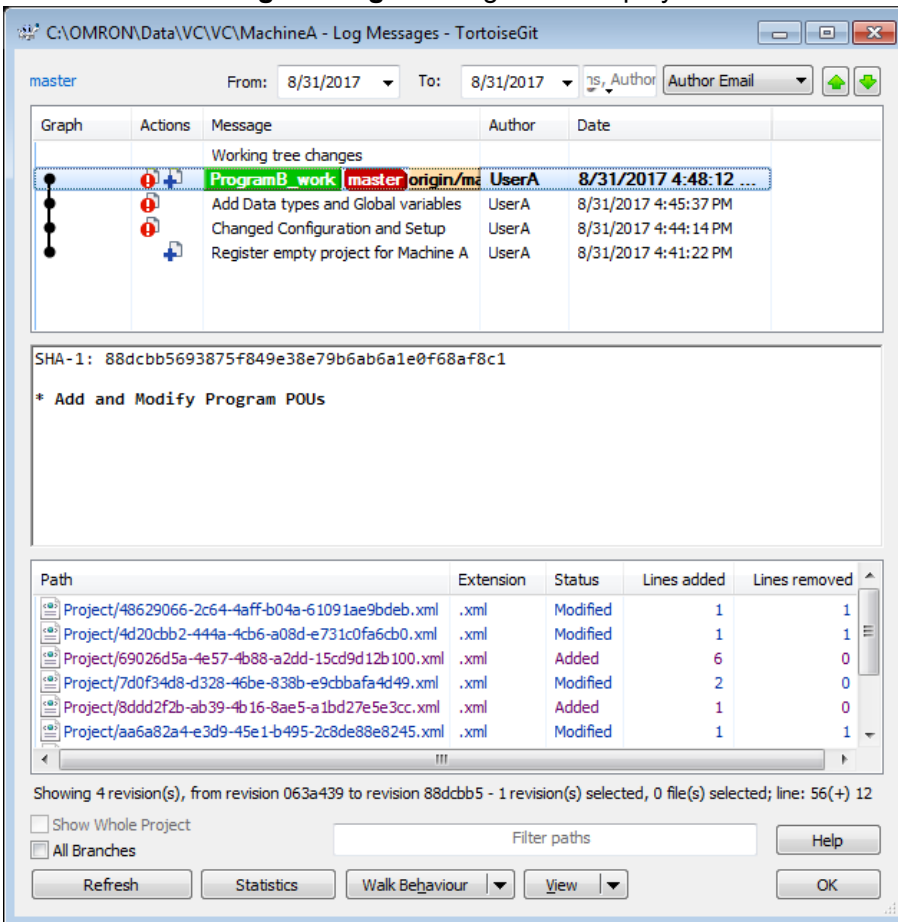 C:\OMRON\Data\VC\VC\MachineA - Log Messages - TortoiseGit
master From: 8/31/2017 To: 8/31/2017 Author Author Email
Graph Actions Message Author Date
Working tree changes
ProgramB_work master origin/ma UserA 8/31/2017 4:48:12 ...
Add Data types and Global variables UserA 8/31/2017 4:45:37 PM
Changed Configuration and Setup UserA 8/31/2017 4:44:14 PM
Register empty project for Machine A UserA 8/31/2017 4:41:22 PM
SHA-1: 88dcbb5693875f849e38e79b6ab6a1e0f68af8c1
* Add and Modify Program POUs
Path Extension Status Lines added Lines removed
Project/48629066-2c64-4aff-b04a-61091ae9bdeb.xml .xml Modified 1 1
Project/4d20cbb2-444a-4cb6-a08d-e731c0fa6cb0.xml .xml Modified 1 1
Project/69026d5a-4e57-4b88-a2dd-15cd9d12b100.xml .xml Added 6 0
Project/7d0f34d8-d328-46be-838b-e9cbbafa4d49.xml .xml Modified 2 0
Project/8ddd2f2b-ab39-4b16-8ae5-a1bd27e5e3cc.xml .xml Added 1 0
Project/aa6a82a4-e3d9-45e1-b495-2c8de88e8245.xml .xml Modified 1 1
Showing 4 revision(s), from revision 063a439 to revision 88dcbb5 - 1 revision(s) selected, 0 file(s) selected; line: 56(+) 12
Show Whole Project
Filter paths Help
All Branches
Refresh Statistics Walk Behaviour View OK